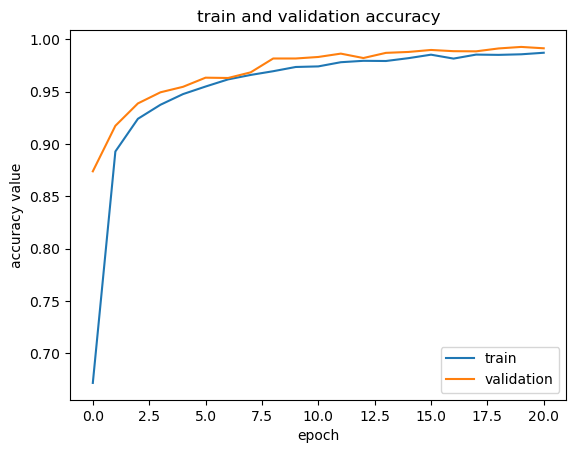 train and validation accuracy
accuracy value
1.00
0.95
0.90
0.85
0.80
0.75
0.70
train
validation
0.0 2.5 5.0 7.5 10.0 12.5 15.0 17.5 20.0
epoch